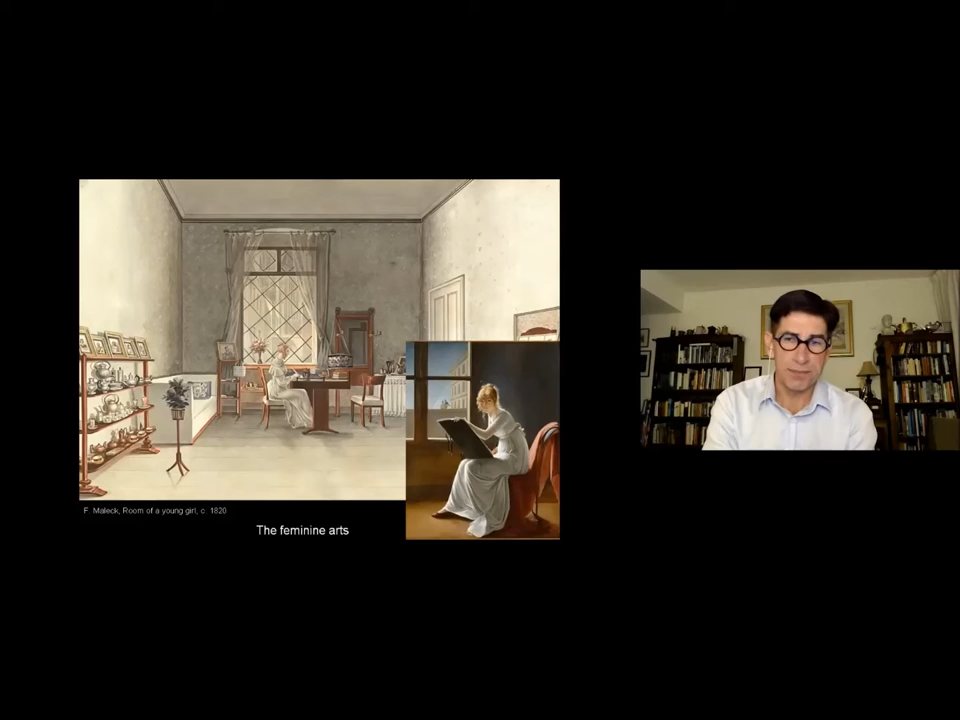 F. Maleck, Room of a young girl, c. 1820
The feminine arts